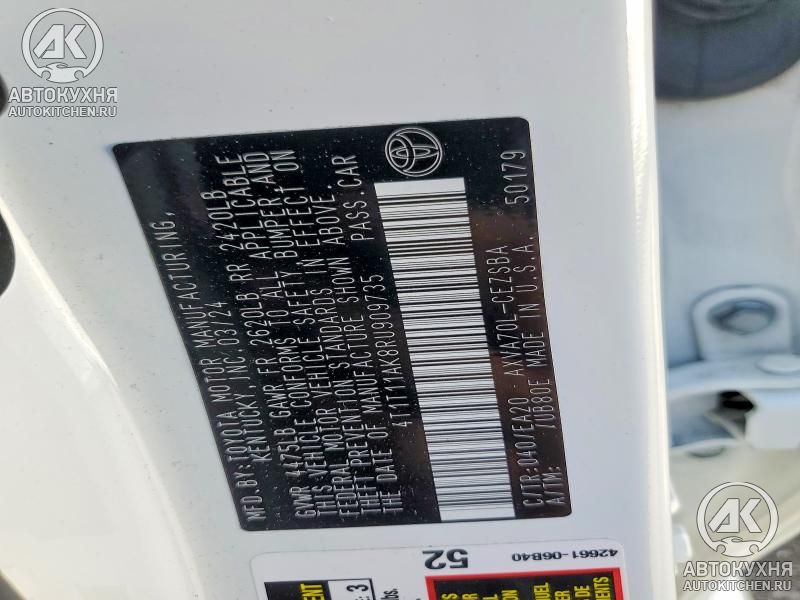 АВТОКУХНЯ
AUTOKITCHEN.RU
MFD.BY:TOYOTA MOTOR MANUFACTURING,
KENTUCKY, INC. 03/24
GVWR 4475LB GAWR FR 2620LB RR 2420LB
THIS VEHICLE CONFORMS TO ALL APPLICABLE
FEDERAL MOTOR VEHICLE SAFETY BUMPER,AND
THEFT PREVENTION STANDARDS IN EFFECT ON
THE DATE OF MANUFACTURE SHOWN ABOVE.
4T1T11AK8RU909735 PASS.CAR
C/TR:040/EA20 AXVA70L-CEZSBA
A/TM: /UB80E MADE IN U.S.A. 50179
42661-06B40
52
АВТОКУХНЯ
AUTOKITCHEN.RU